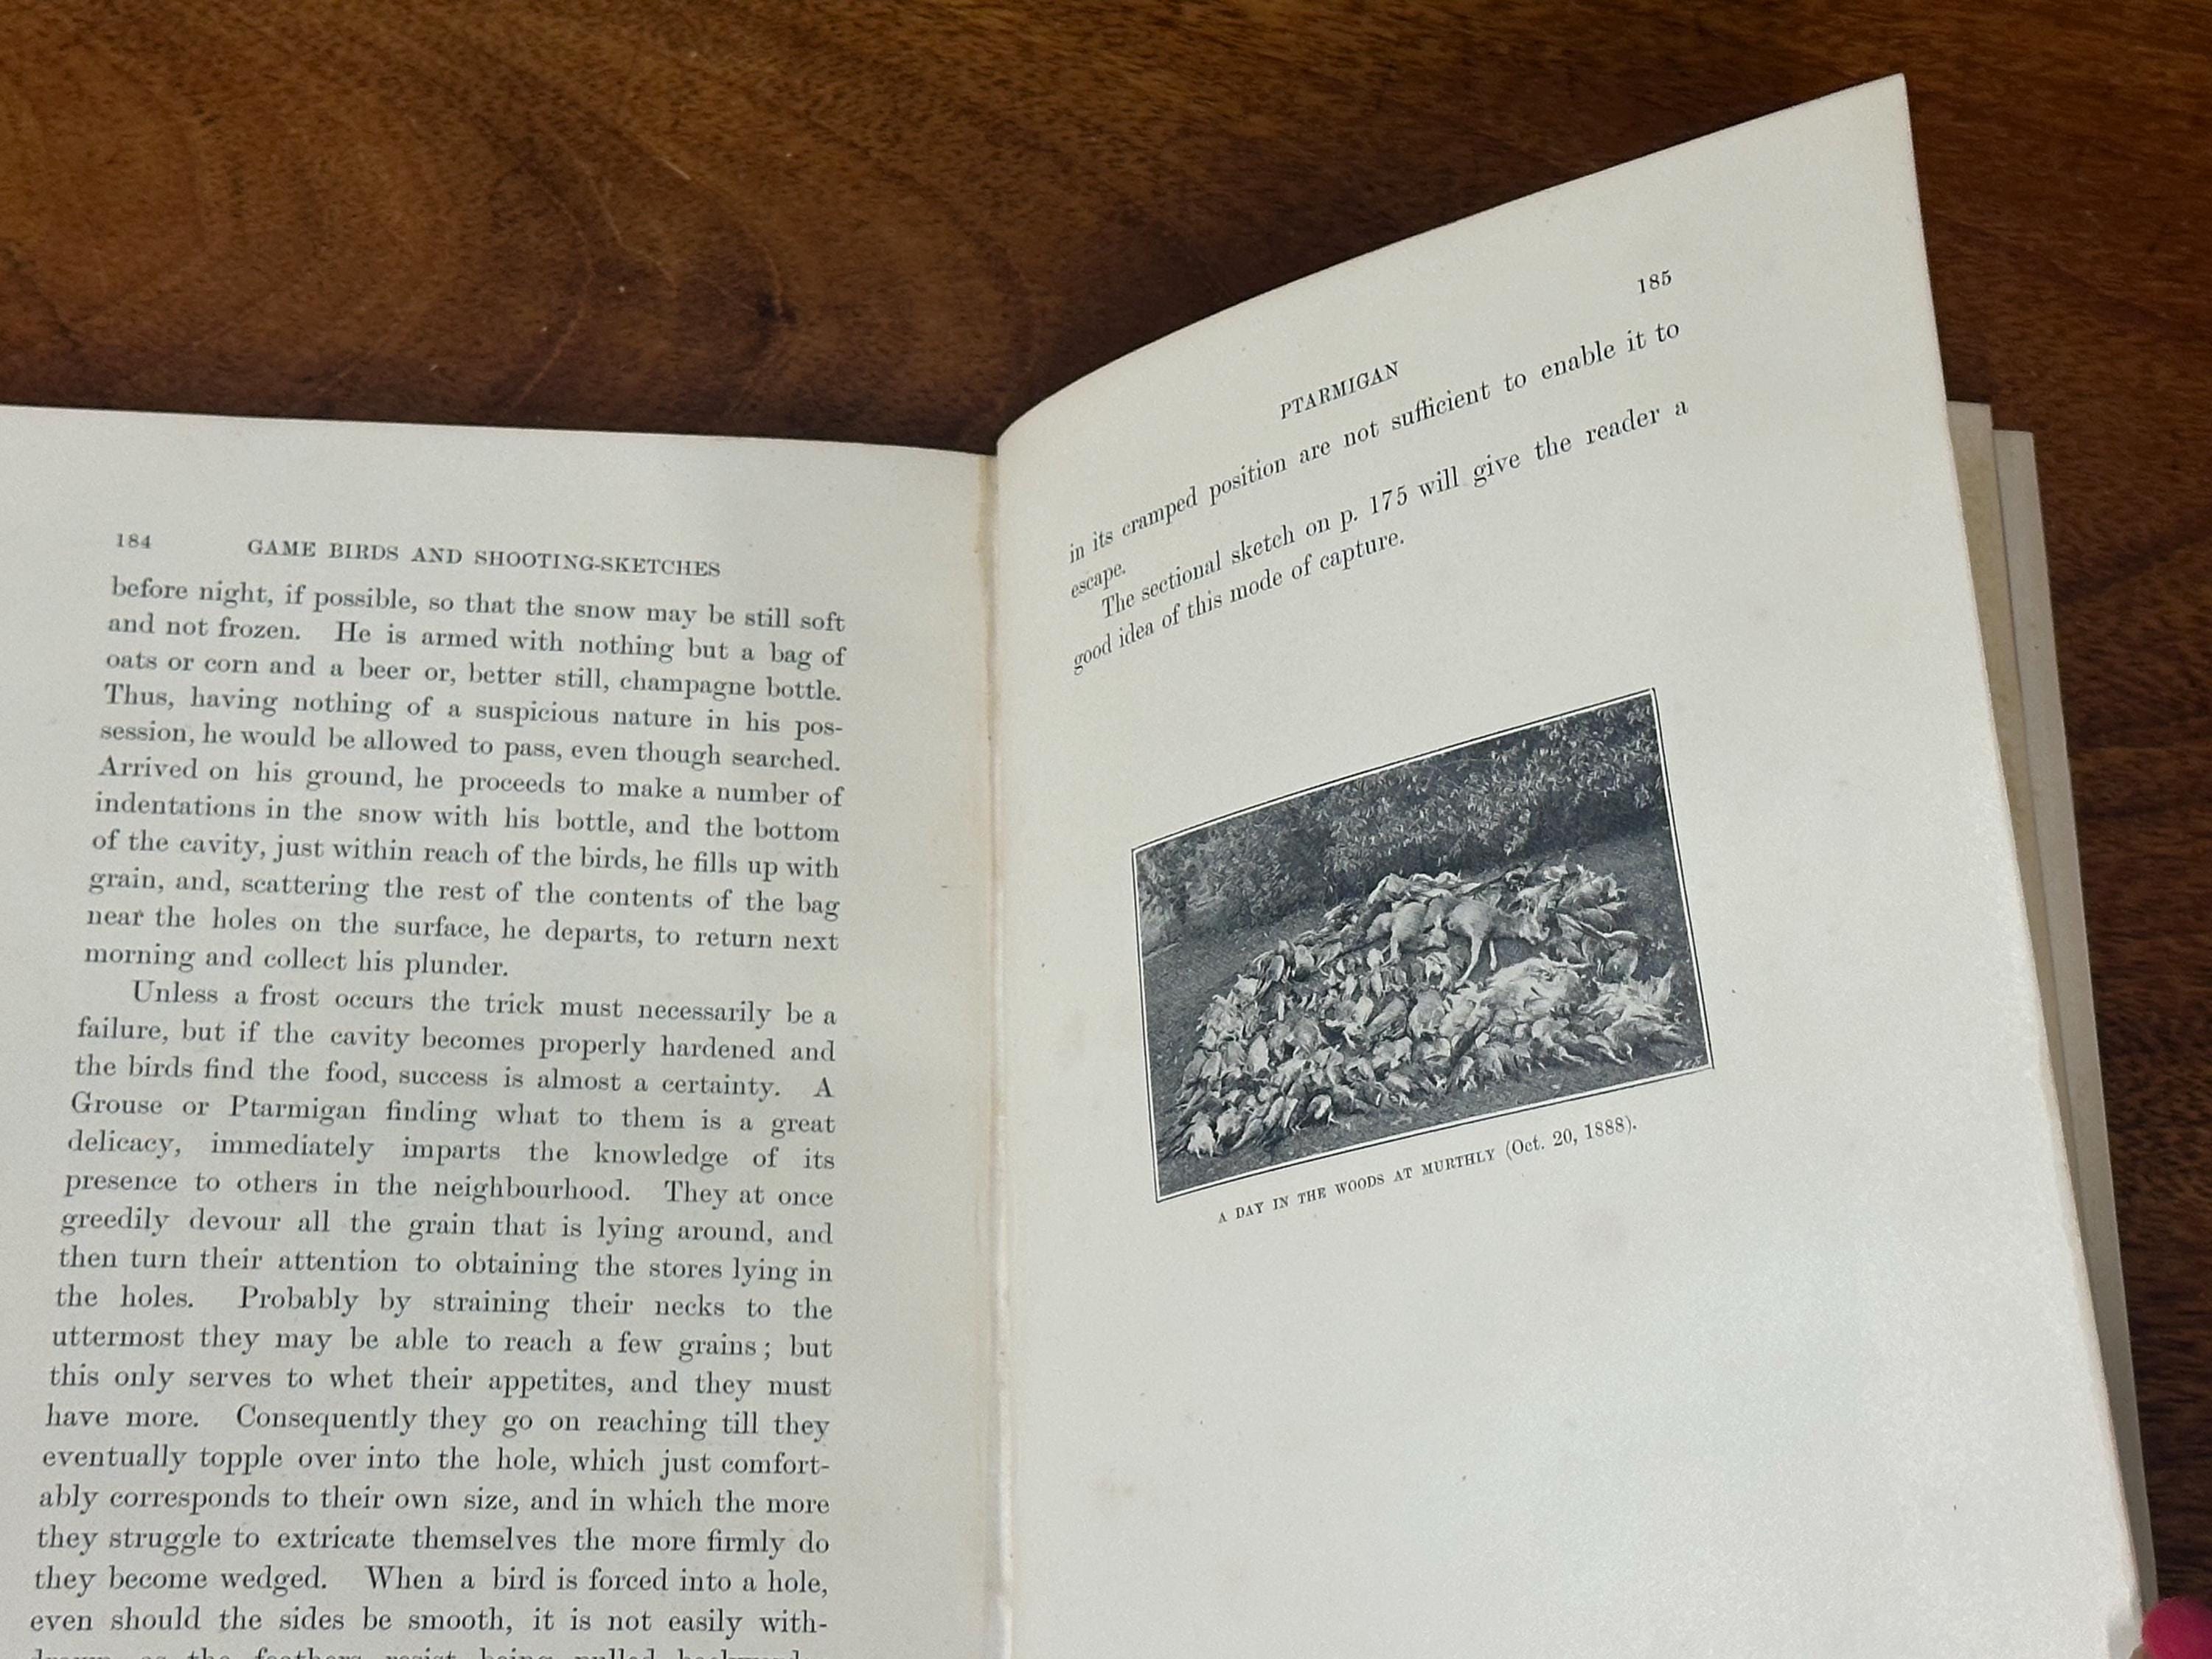 184 GAME BIRDS AND SHOOTING-SKETCHES
before night, if possible, so that the snow may be still soft
and not frozen. He is armed with nothing but a bag of
oats or corn and a beer or, better still, champagne bottle.
Thus, having nothing of a suspicious nature in his pos-
session, he would be allowed to pass, even though searched.
Arrived on his ground, he proceeds to make a number of
indentations in the snow with his bottle, and the bottom
of the cavity, just within reach of the birds, he fills up with
grain, and, scattering the rest of the contents of the bag
near the holes on the surface, he departs, to return next
morning and collect his plunder.
Unless a frost occurs the trick must necessarily be a
failure, but if the cavity becomes properly hardened and
the birds find the food, success is almost a certainty. A
Grouse or Ptarmigan finding what to them is a great
delicacy, immediately imparts the knowledge of its
presence to others in the neighbourhood. They at once
greedily devour all the grain that is lying around, and
then turn their attention to obtaining the stores lying in
the holes. Probably by straining their necks to the
uttermost they may be able to reach a few grains; but
this only serves to whet their appetites, and they must
have more. Consequently they go on reaching till they
eventually topple over into the hole, which just comfort-
ably corresponds to their own size, and in which the more
they struggle to extricate themselves the more firmly do
they become wedged. When a bird is forced into a hole,
even should the sides be smooth, it is not easily with-
the feathers resist being pulled
PTARMIGAN 185
in its cramped position are not sufficient to enable it to
escape.
The sectional sketch on p. 175 will give the reader a
good idea of this mode of capture.
A DAY IN THE WOODS AT MURTHLY (Oct. 20, 1888).